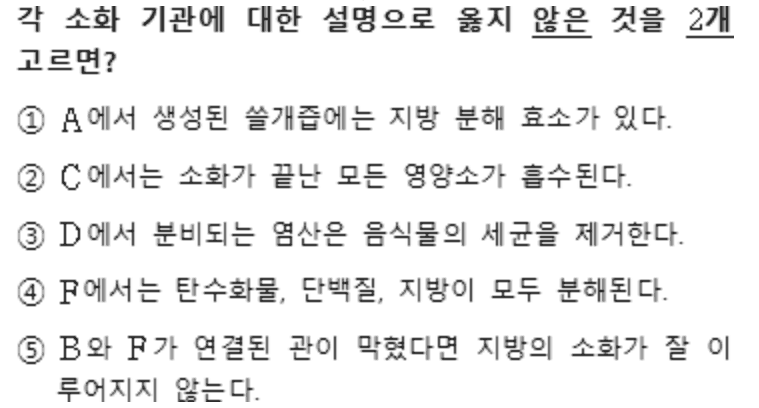 각 소화 기관에 대한 설명으로 옳지 않은 것을 2개
고르면?
① A에서 생성된 쓸개즙에는 지방 분해 효소가 있다.
② C에서는 소화가 끝난 모든 영양소가 흡수된다.
③ D에서 분비되는 염산은 음식물의 세균을 제거한다.
④ F에서는 탄수화물, 단백질, 지방이 모두 분해된다.
⑤ B와 F가 연결된 관이 막혔다면 지방의 소화가 잘 이
루어지지 않는다.